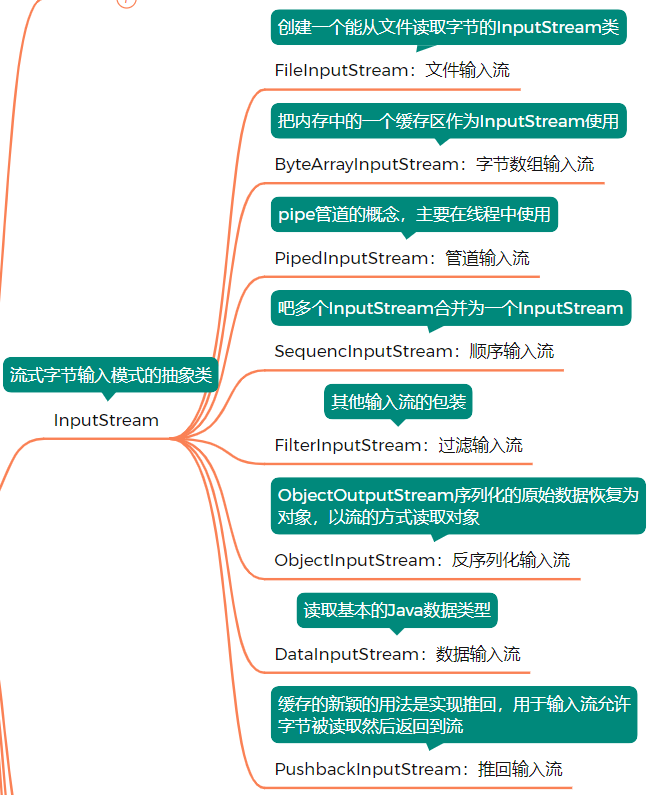 创建一个能从文件读取字节的InputStream类
FileInputStream：文件输入流
把内存中的一个缓存区作为InputStream使用
ByteArrayInputStream：字节数组输入流
pipe管道的概念，主要在线程中使用
PipedInputStream：管道输入流
吧多个InputStream合并为一个InputStream
SequencInputStream：顺序输入流
流式字节输入模式的抽象类
InputStream
其他输入流的包装
FilterInputStream：过滤输入流
ObjectOutputStream序列化的原始数据恢复为
对象，以流的方式读取对象
ObjectInputStream：反序列化输入流
读取基本的Java数据类型
DataInputStream：数据输入流
缓存的新颖的用法是实现推回，用于输入流允许
字节被读取然后返回到流
PushbackInputStream：推回输入流